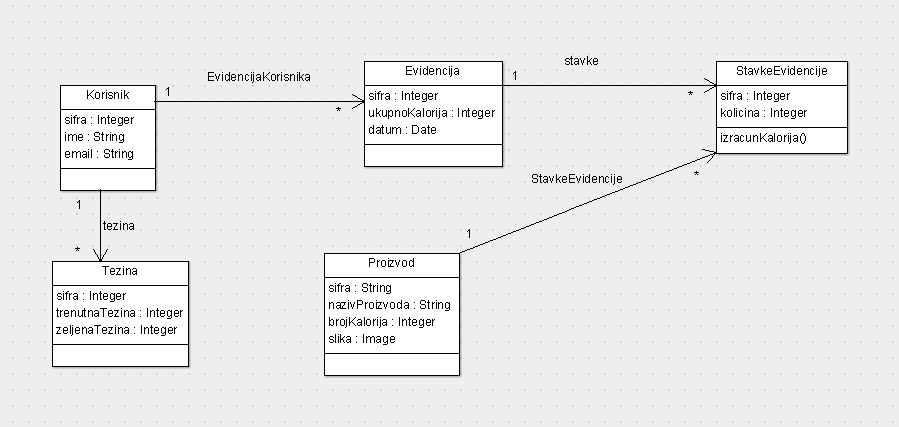 Korisnik
sifra : Integer
ime : String
email : String
1
EvidencijaKorisnika
*
Evidencija
sifra : Integer
ukupnoKalorija : Integer
datum : Date
1
stavke
*
StavkeEvidencije
sifra : Integer
kolicina : Integer
izracunKalorija()
1
tezina
*
Tezina
sifra : Integer
trenutnaTezina : Integer
zeljenaTezina : Integer
Proizvod
sifra : String
nazivProizvoda : String
brojKalorija : Integer
slika : Image
1
StavkeEvidencije
*